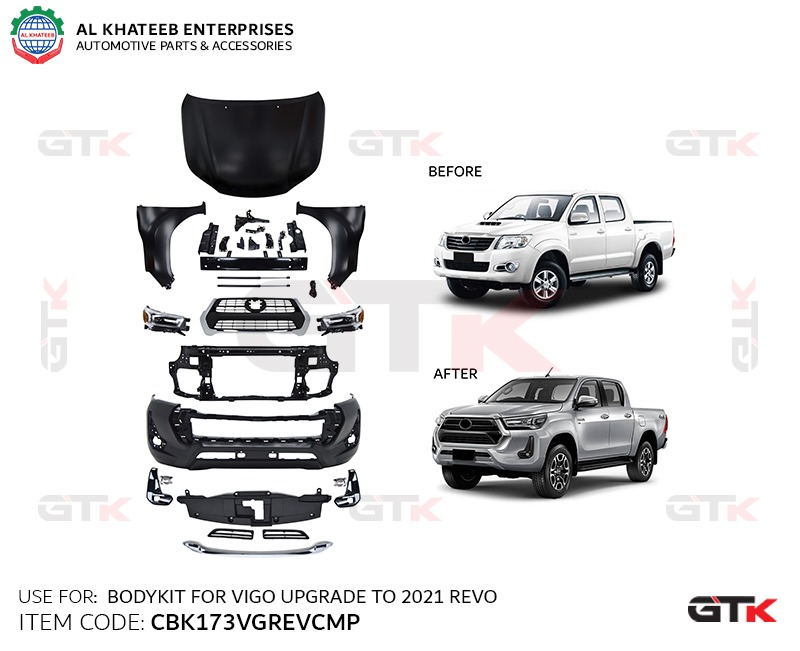 AL KHATEEB
AL KHATEEB ENTERPRISES
AUTOMOTIVE PARTS & ACCESSORIES
GTK GTK GTK
BEFORE
GTK GTK GTK
AFTER
GTK GTK GTK
USE FOR: BODYKIT FOR VIGO UPGRADE TO 2021 REVO
ITEM CODE: CBK173VGREVCMP
GTK